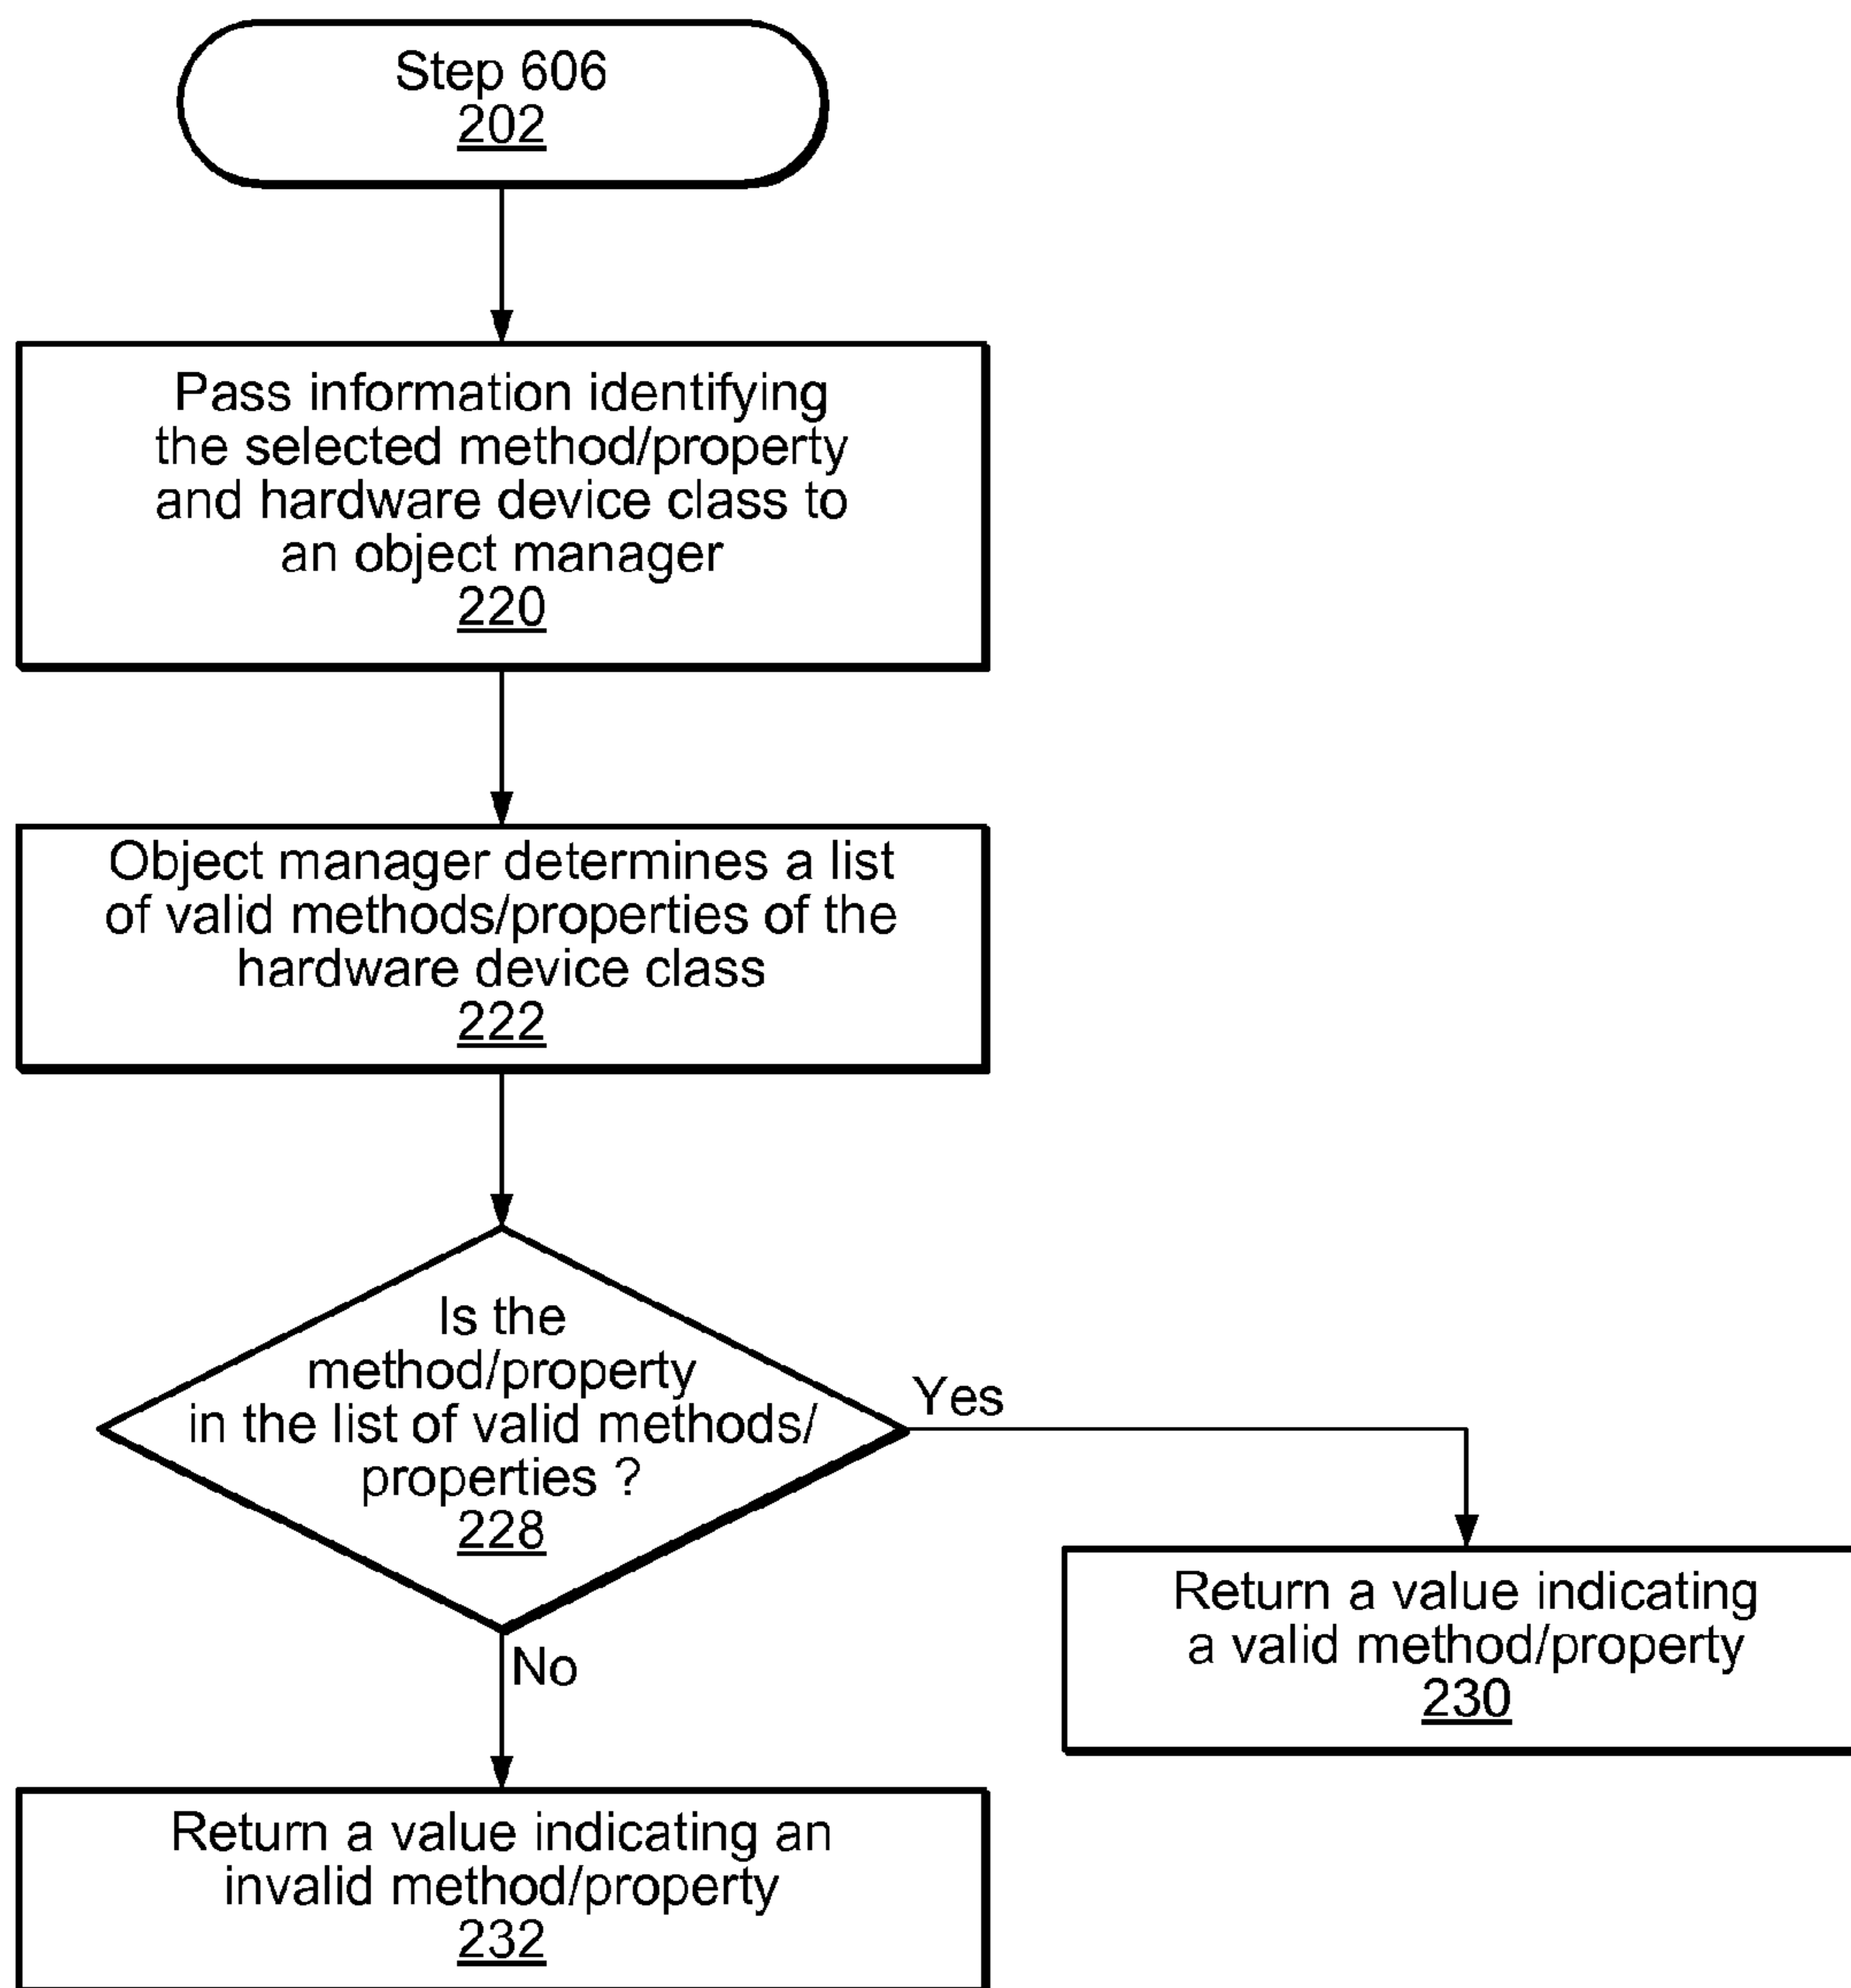 Step 606
202
Pass information identifying
the selected method/property
and hardware device class to
an object manager
220
Object manager determines a list
of valid methods/properties of the
hardware device class
222
Is the
method/property
in the list of valid methods/
properties ?
228
Yes
No
Return a value indicating
a valid method/property
230
Return a value indicating an
invalid method/property
232